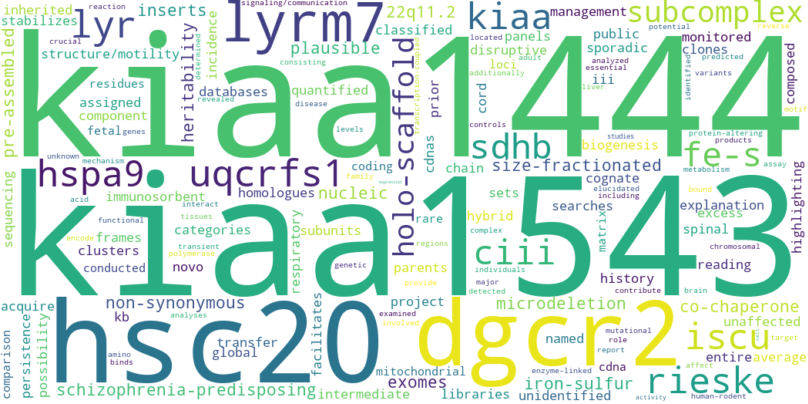 inherited reaction signaling/communication 22q11.2 management subcomplex
stabilizes lyr inserts lyrm7 classified kiaa public potential reverse
crucial structure/motility incidence plausible panels sporadic monitored
pre-assembled kiaa1444
residues determined consisting located disruptive clones
assigned heritability databases quantified prior cord loci iii analyzed essential identified predicted composed
component revealed disease transcription-coupled additionally adult liver variants motif
fetal genes levels cdnas controls sdhb biogenesis studies protein-altering products
unknown mechanism coding chain size-fractionated fe-s assay
hspa9 uqcrfs1 family holo-scaffold cognate metabolism
sequencing acid immunosorbent homologues nucleic sets elucidated including bound explanation highlighting
kiaa1543
functional interact categories respiratory subunits rare hybrid searches matrix excess
encode frames tissues transient regions complex ciii spinal
clusters polymerase parents individuals chromosomal
conducted novo genetic provide major detected history contribute brain reading
acquire non-synonymous facilitates project microdeletion co-chaperone
comparison persistence possibility kb analyses examined involved named mutational role unaffected
hsc20 dgcr2 iscu
transfer global mitochondrial report entire average target
amino binds exomes enzyme-linked cdna affect
schizophrenia-predisposing intermediate libraries iron-sulfur unidentified activity rieske human-rodent